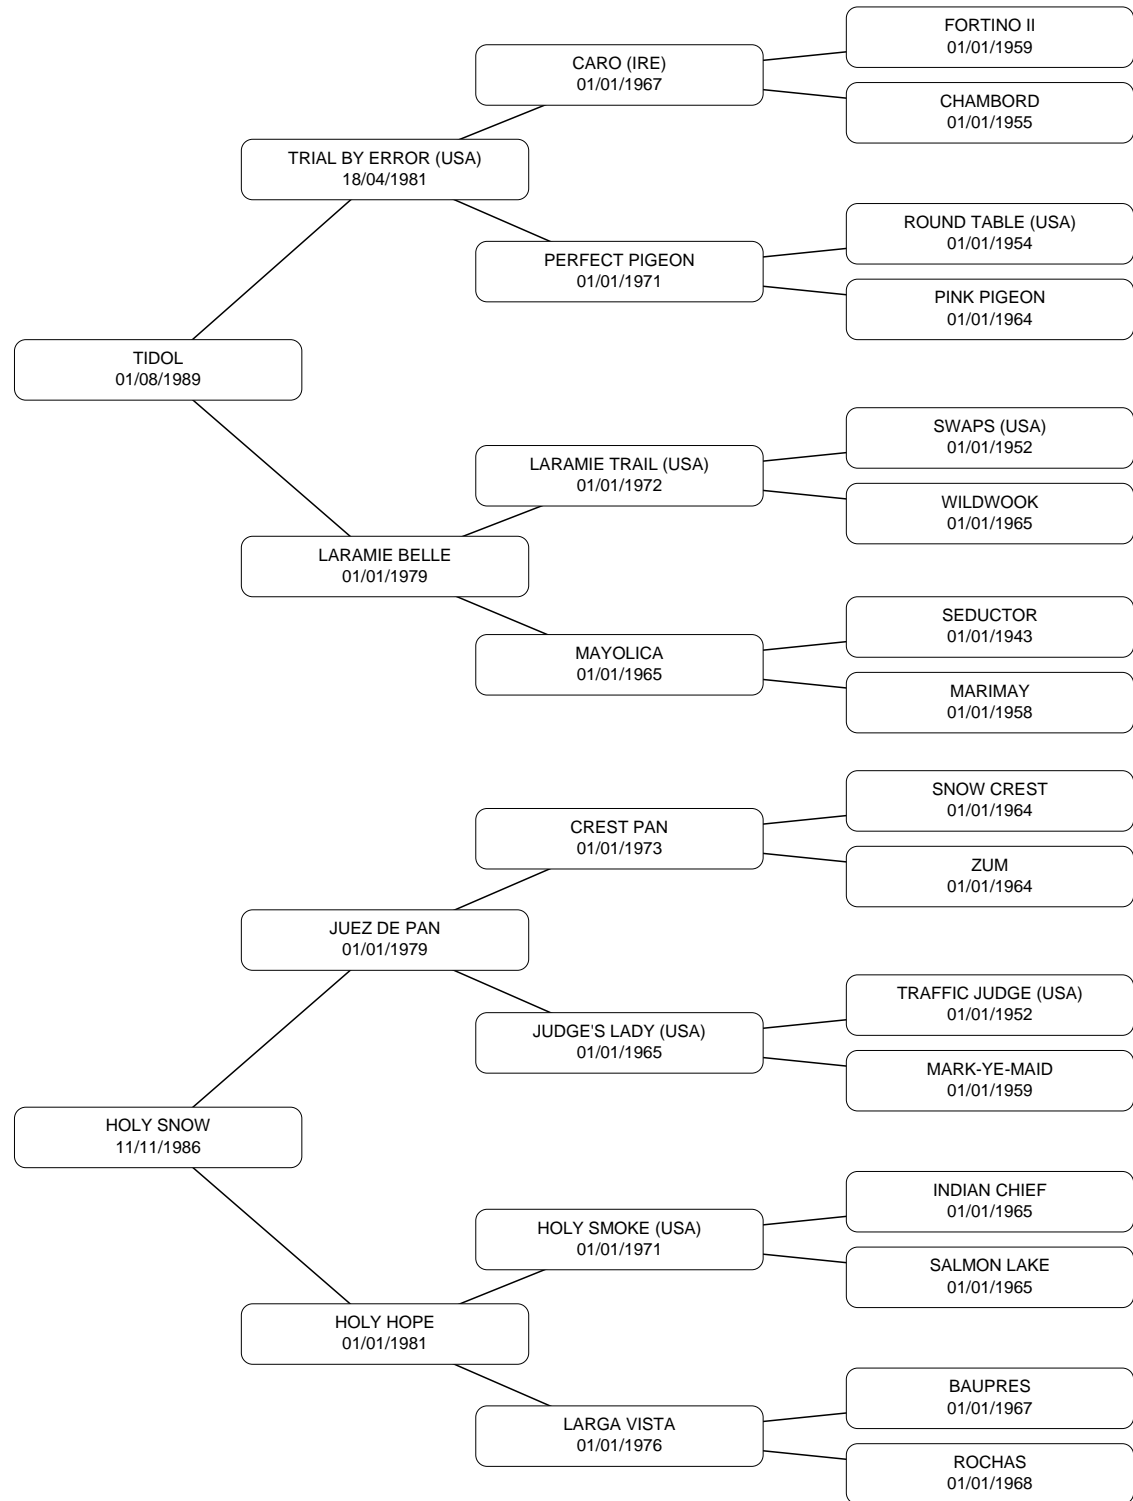 FORTINO II
01/01/1959
CARO (IRE)
01/01/1967
CHAMBORD
01/01/1955
TRIAL BY ERROR (USA)
18/04/1981
ROUND TABLE (USA)
01/01/1954
PERFECT PIGEON
01/01/1971
PINK PIGEON
01/01/1964
TIDOL
01/08/1989
SWAPS (USA)
01/01/1952
LARAMIE TRAIL (USA)
01/01/1972
WILDWOOK
01/01/1965
LARAMIE BELLE
01/01/1979
SEDUCTOR
01/01/1943
MAYOLICA
01/01/1965
MARIMAY
01/01/1958
SNOW CREST
01/01/1964
CREST PAN
01/01/1973
ZUM
01/01/1964
JUEZ DE PAN
01/01/1979
TRAFFIC JUDGE (USA)
01/01/1952
JUDGE'S LADY (USA)
01/01/1965
MARK-YE-MAID
01/01/1959
HOLY SNOW
11/11/1986
INDIAN CHIEF
01/01/1965
HOLY SMOKE (USA)
01/01/1971
SALMON LAKE
01/01/1965
HOLY HOPE
01/01/1981
BAUPRES
01/01/1967
LARGA VISTA
01/01/1976
ROCHAS
01/01/1968